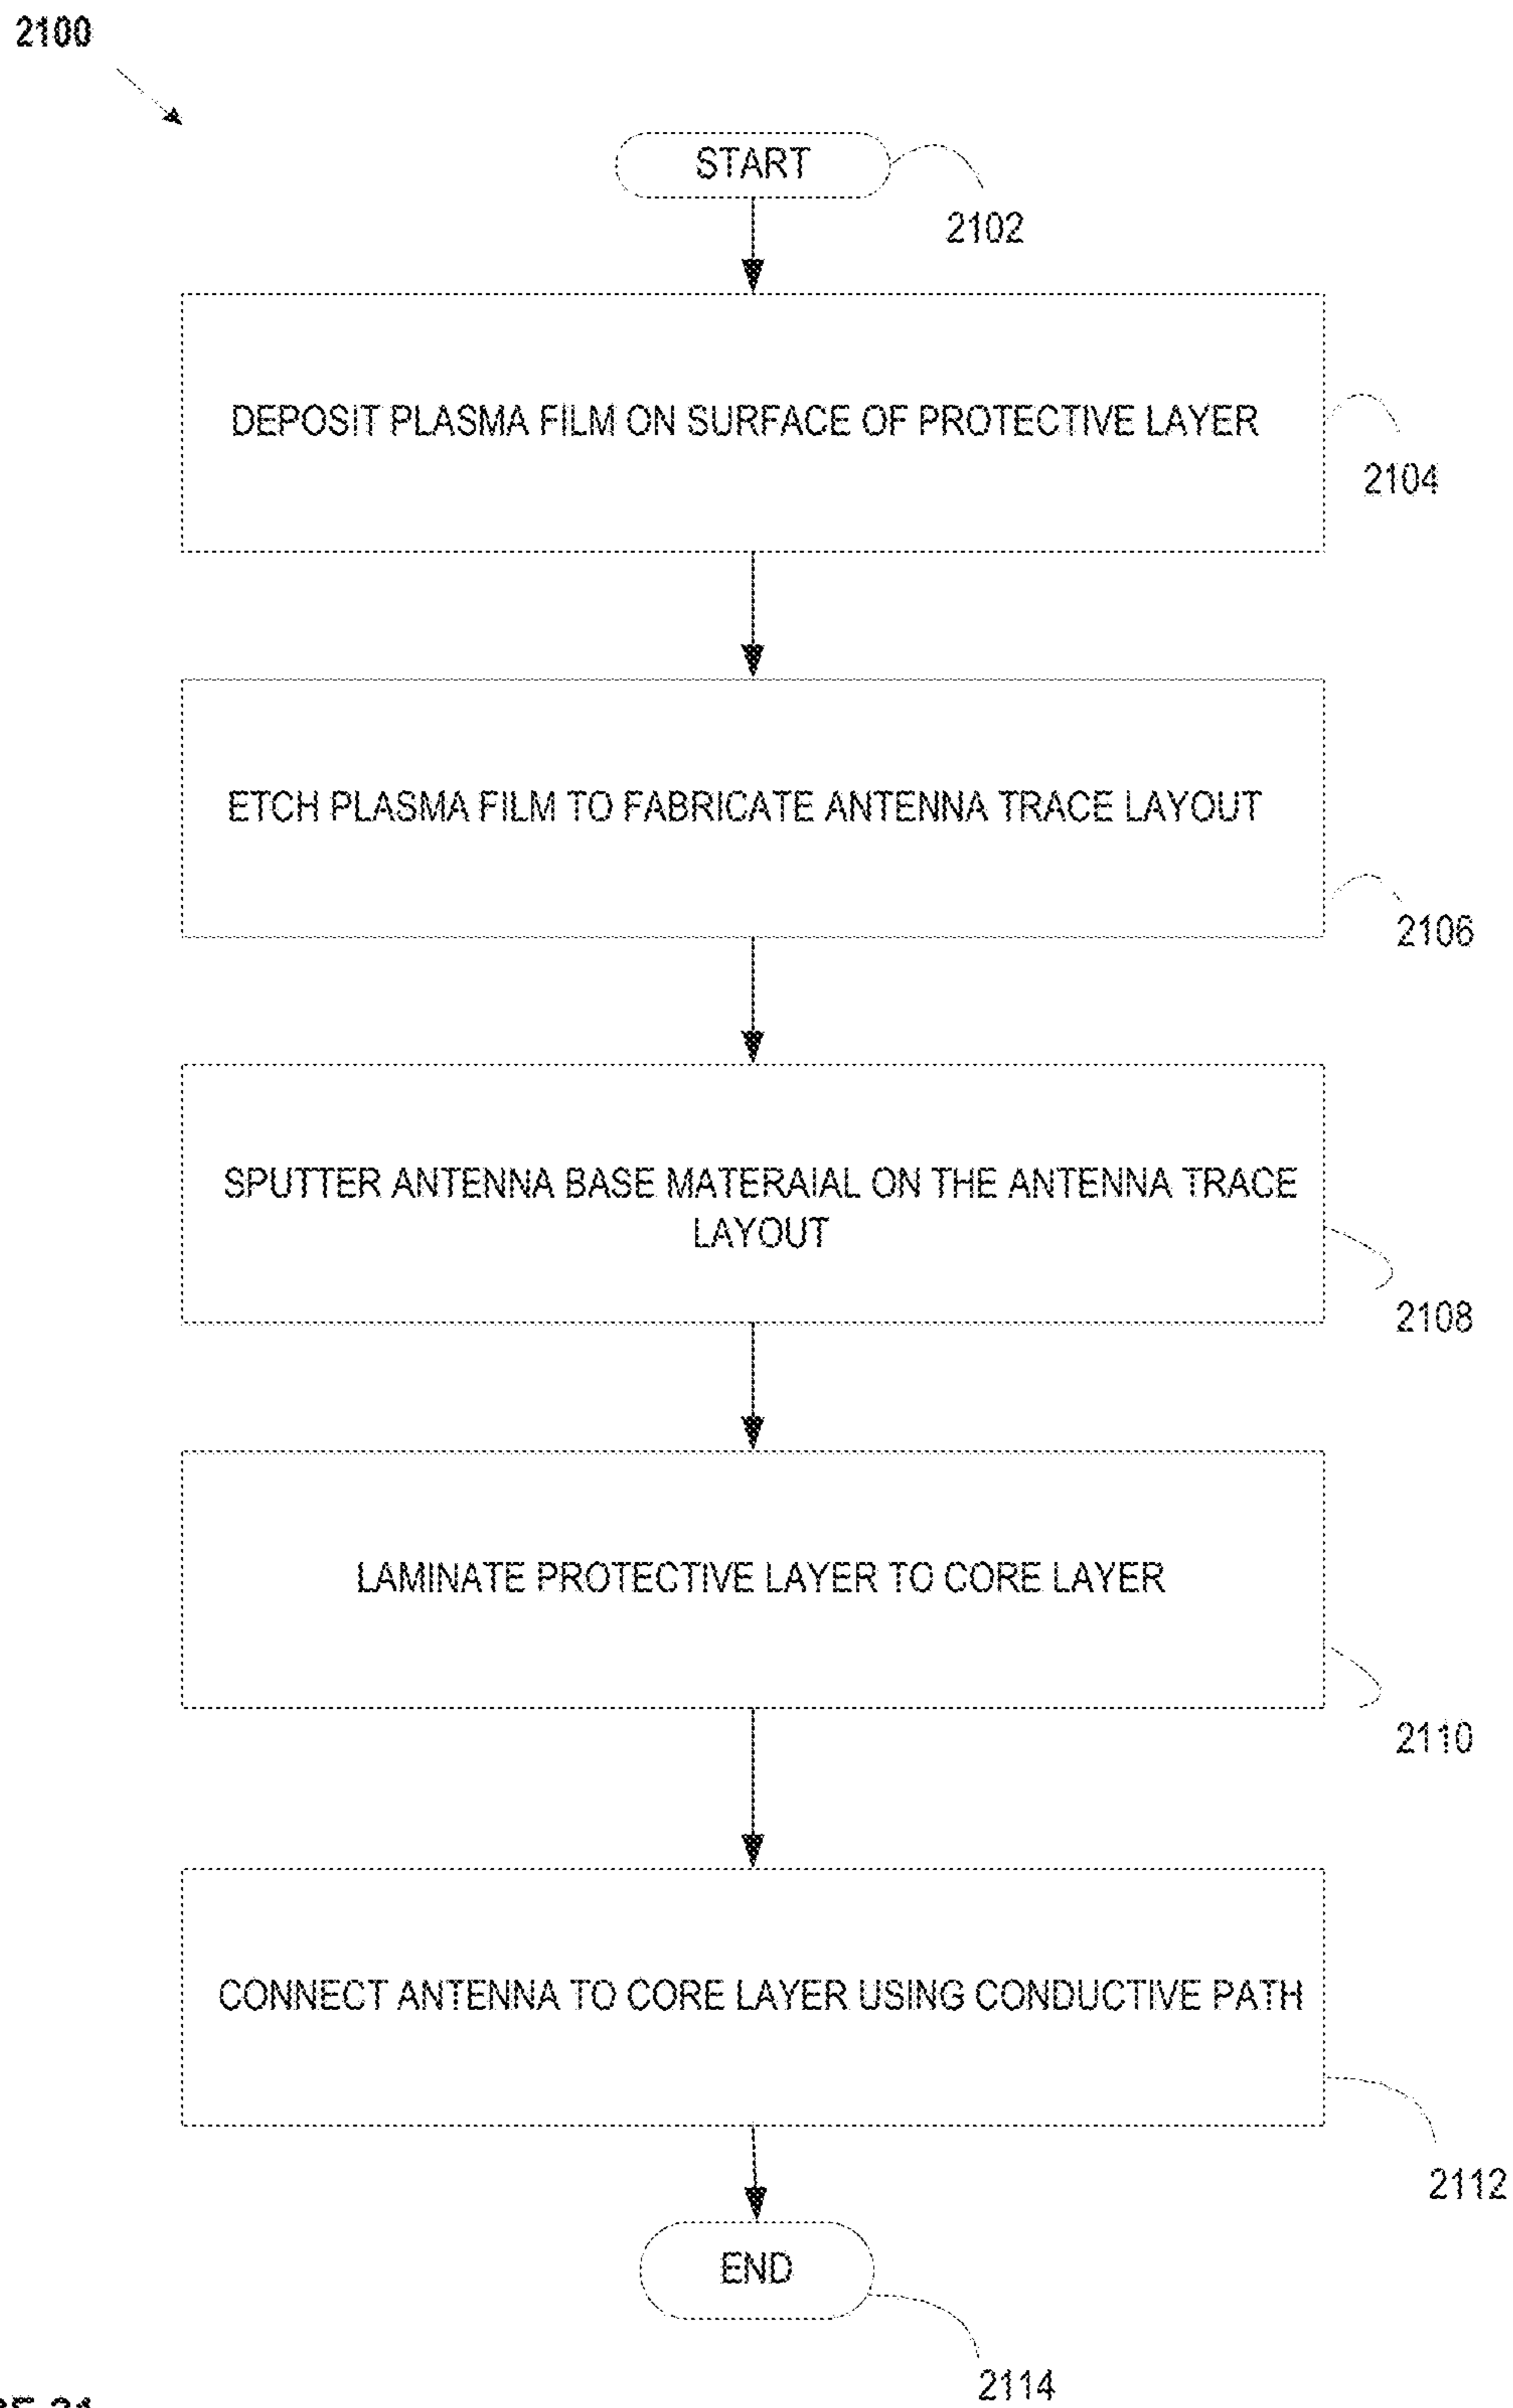 2100
START
2102
DEPOSIT PLASMA FILM ON SURFACE OF PROTECTIVE LAYER
2104
ETCH PLASMA FILM TO FABRICATE ANTENNA TRACE LAYOUT
2106
SPUTTER ANTENNA BASE MATERAIAL ON THE ANTENNA TRACE
LAYOUT
2108
LAMINATE PROTECTIVE LAYER TO CORE LAYER
2110
CONNECT ANTENNA TO CORE LAYER USING CONDUCTIVE PATH
2112
END
2114